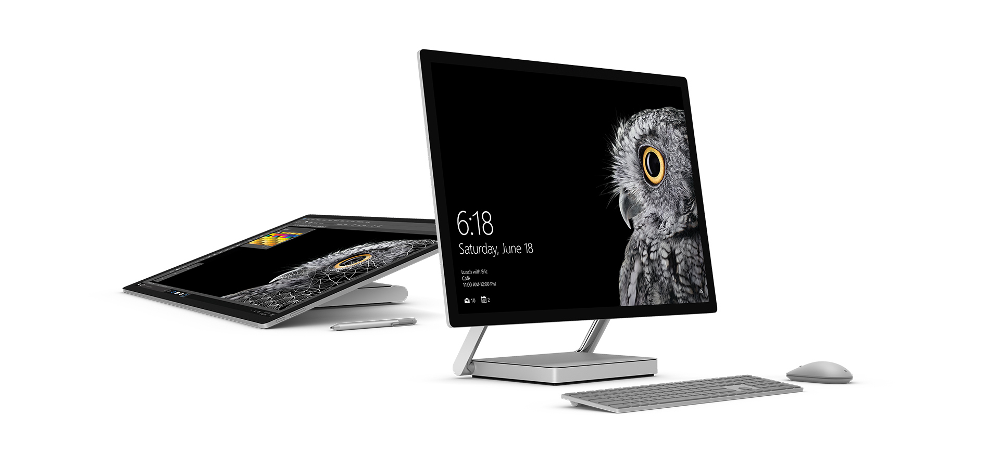 6:18
Saturday, June 18
Lunch with Eric
Café
11:00 AM-12:00 PM
10 2